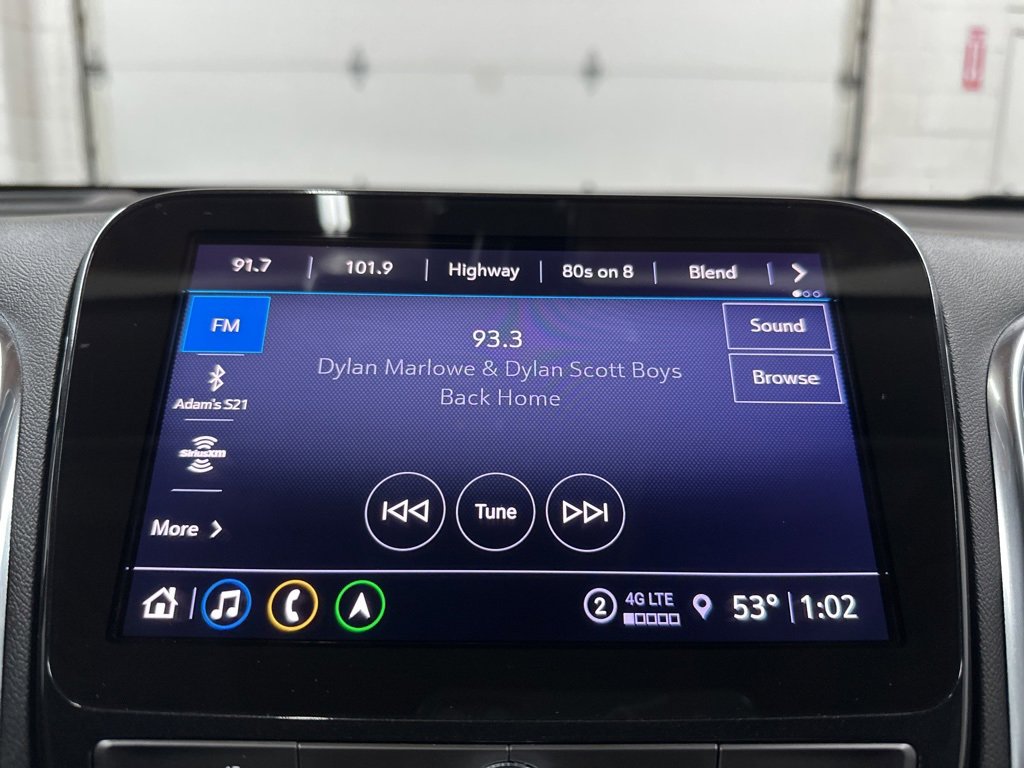 91.7 101.9 Highway 80s on 8 Blend
FM
93.3
Sound
Dylan Marlowe & Dylan Scott Boys
Back Home
Browse
Adam's S21
SiriusXM
More
Tune
2 4G LTE 53° 1:02